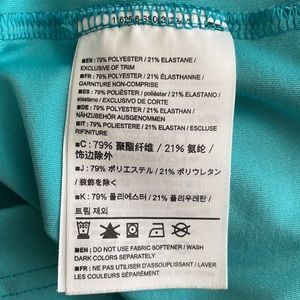 ■EN: 79% POLYESTER / 21% ELASTANE /
EXCLUSIVE OF TRIM
■FR: 79% POLYESTER / 21% ÉLASTHANNE /
GARNITURE NON-COMPRISE
■ES: 79% POLIÉSTER / poliéster / 21% ELASTANO /
elastano / EXCLUSIVO DE ADORNO
■DE: 79% POLYESTER / 21% ELASTHAN /
NÄHZUBEHÖR AUSGENOMMEN
■IT: 79% POLIESTERE / 21% ELASTAN / ESCLUSE
RIFINITURE
■C: 79% 聚酯纤维 / 21% 氨纶 /
饰边除外
■J: 79% ポリエステル / 21% ポリウレタン
/ 装飾を除く
■K: 79% 폴리에스터 / 21% 폴리우레탄 /
트림 제외
■EN: DO NOT USE FABRIC SOFTENER / WASH
DARK COLORS SEPARATELY
■FR: NE PAS UTILISER D'ASSOUPLISSANT / LAVER
LES COULEURS SÉPARÉMENT